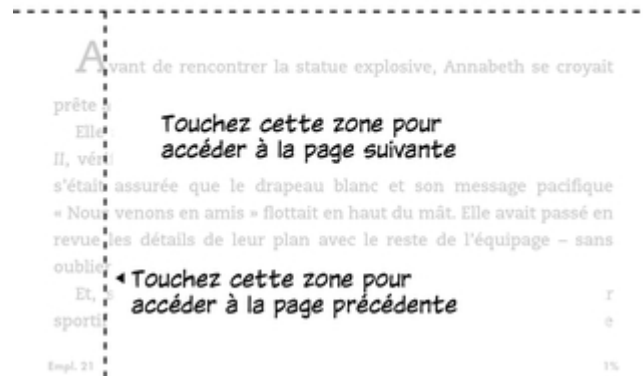 Avant de rencontrer la statue explosive, Annabeth se croyait
prête
Touchez cette zone pour
Elle
accéder à la page suivante
II,
s'était assurée que le drapeau blanc et son message pacifique
« Nous venons en amis » flottait en haut du mât. Elle avait passé en
revue les détails de leur plan avec le reste de l'équipage – sans
oublier
Touchez cette zone pour
Et,
accéder à la page précédente
Empl. 21 1%